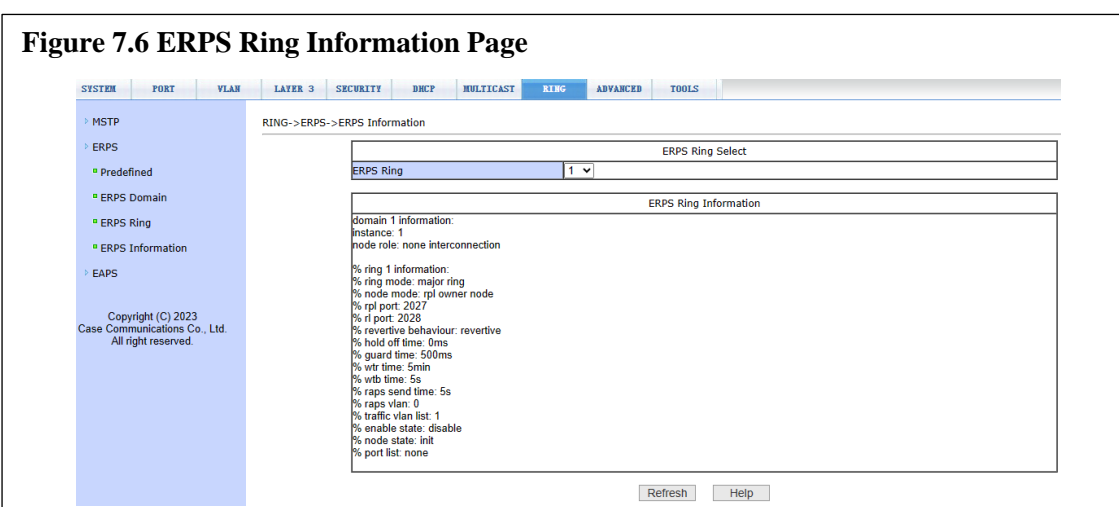 Figure 7.6 ERPS Ring Information Page
SYSTEM PORT VLAN LAYER 3 SECURITY DHCP MULTICAST RING ADVANCED TOOLS
MSTP
ERPS
Predefined
ERPS Domain
ERPS Ring
ERPS Information
EAPS
Copyright (C) 2023
Case Communications Co., Ltd.
All right reserved.
RING->ERPS->ERPS Information
ERPS Ring Select
ERPS Ring 1
ERPS Ring Information
domain 1 information:
instance: 1
node role: none interconnection
% ring 1 information:
% ring mode: major ring
% node mode: rpl owner node
% rpl port: 2027
% rl port: 2028
% revertive behaviour: revertive
% hold off time: 0ms
% guard time: 500ms
% wtr time: 5min
% wtb time: 5s
% raps send time: 5s
% raps vlan: 0
% traffic vlan list: 1
% enable state: disable
% node state: init
% port list: none
Refresh Help